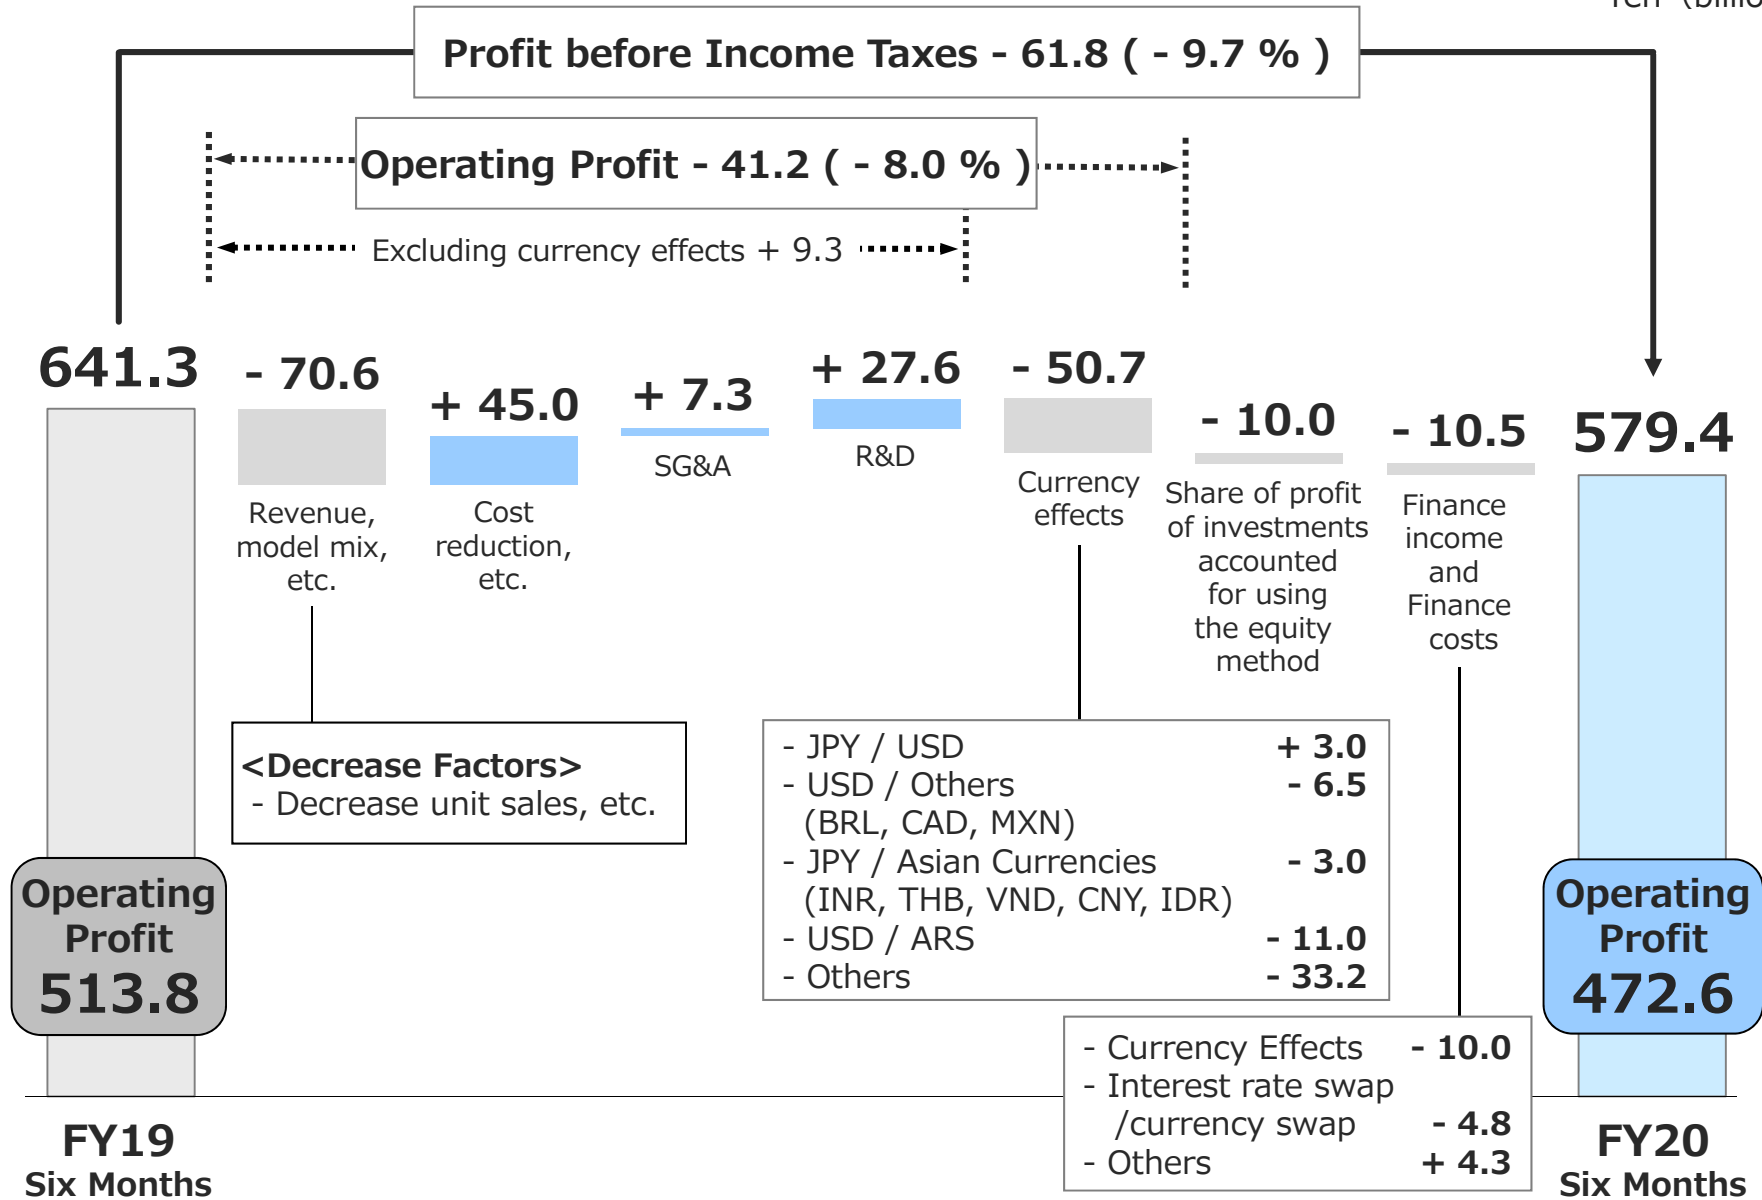 Profit before Income Taxes - 61.8 ( - 9.7 % )
Operating Profit - 41.2 ( - 8.0 % )
Excluding currency effects + 9.3
641.3
- 70.6
+ 45.0
+ 7.3
+ 27.6
- 50.7
- 10.0
- 10.5
579.4
Revenue,
model mix,
etc.
Cost
reduction,
etc.
SG&A
R&D
Currency
effects
Share of profit
of investments
accounted
for using
the equity
method
Finance
income
and
Finance
costs
<Decrease Factors>
- Decrease unit sales, etc.
- JPY / USD + 3.0
- USD / Others - 6.5
(BRL, CAD, MXN)
- JPY / Asian Currencies - 3.0
(INR, THB, VND, CNY, IDR)
- USD / ARS - 11.0
- Others - 33.2
- Currency Effects - 10.0
- Interest rate swap
/currency swap - 4.8
- Others + 4.3
Operating
Profit
513.8
Operating
Profit
472.6
FY19
Six Months
FY20
Six Months